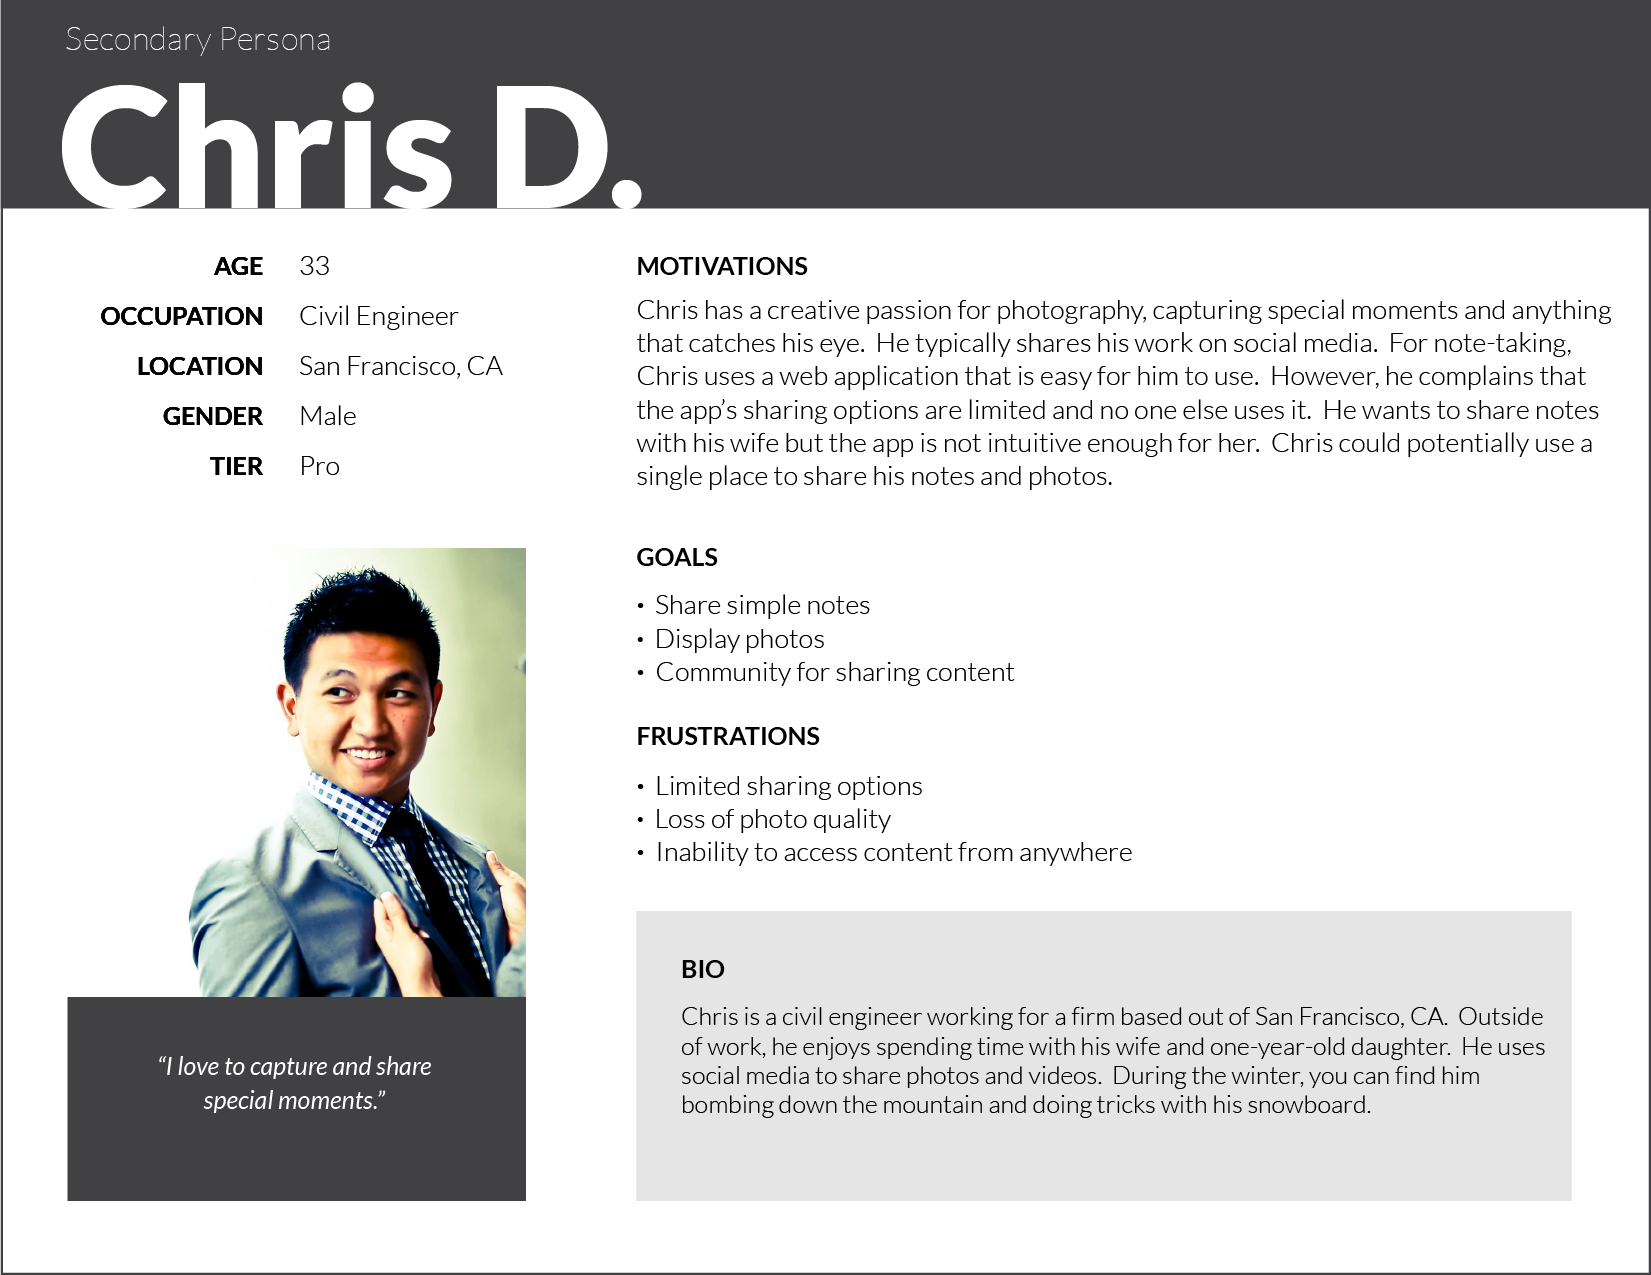 Secondary Persona
Chris D.
AGE 33
OCCUPATION Civil Engineer
LOCATION San Francisco, CA
GENDER Male
TIER Pro
“I love to capture and share
special moments.”
MOTIVATIONS
Chris has a creative passion for photography, capturing special moments and anything
that catches his eye.  He typically shares his work on social media.  For note-taking,
Chris uses a web application that is easy for him to use.  However, he complains that
the app’s sharing options are limited and no one else uses it.  He wants to share notes
with his wife but the app is not intuitive enough for her.  Chris could potentially use a
single place to share his notes and photos.
GOALS
• Share simple notes
• Display photos
• Community for sharing content
FRUSTRATIONS
• Limited sharing options
• Loss of photo quality
• Inability to access content from anywhere
BIO
Chris is a civil engineer working for a firm based out of San Francisco, CA.  Outside
of work, he enjoys spending time with his wife and one-year-old daughter.  He uses
social media to share photos and videos.  During the winter, you can find him
bombing down the mountain and doing tricks with his snowboard.